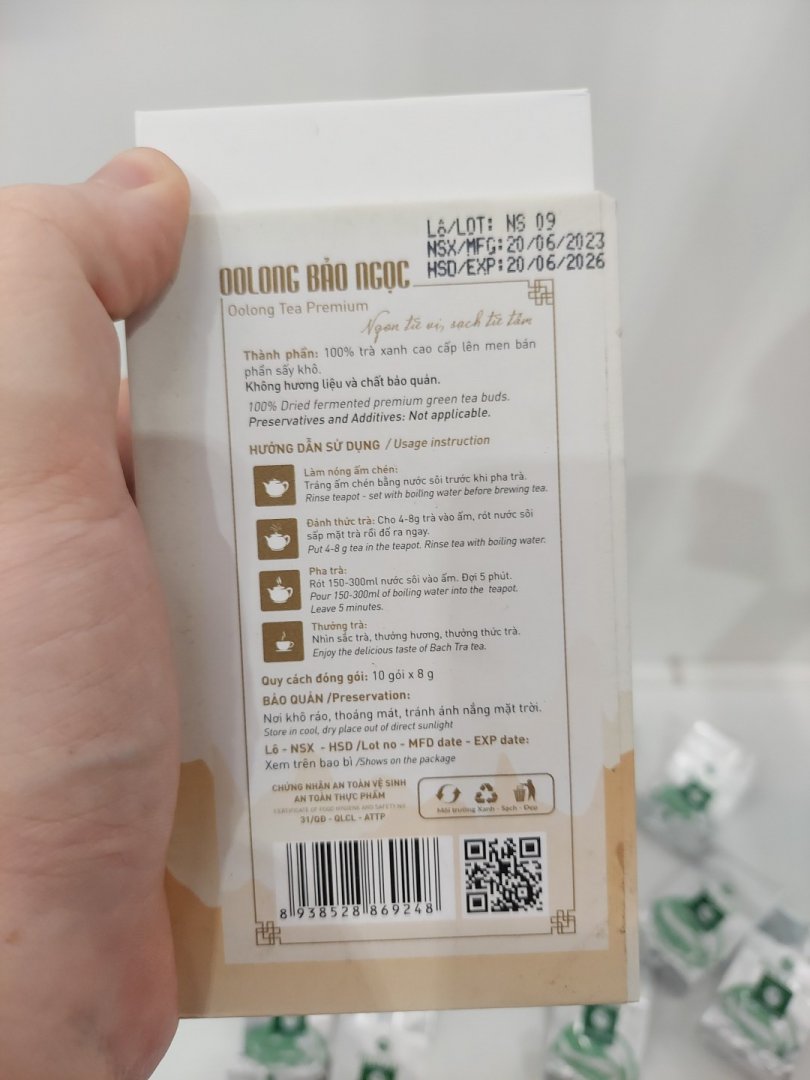 Lô/LOT: NS 09
NSX/MFG:20/06/2023
HSD/EXP:20/06/2026
OOLONG BẢO NGỌC
Oolong Tea Premium
Ngon từ vị, sạch từ tâm
Thành phần: 100% trà xanh cao cấp lên men bán
phần sấy khô.
Không hương liệu và chất bảo quản.
100% Dried fermented premium green tea buds.
Preservatives and Additives: Not applicable.
HƯỚNG DẪN SỬ DỤNG / Usage instruction
Làm nóng ấm chén:
Tráng ấm chén bằng nước sôi trước khi pha trà.
Rinse teapot - set with boiling water before brewing tea.
Đánh thức trà: Cho 4-8g trà vào ấm, rót nước sôi
sấp mặt trà rồi đổ ra ngay.
Put 4-8 g tea in the teapot. Rinse tea with boiling water.
Pha trà:
Rót 150-300ml nước sôi vào ấm. Đợi 5 phút.
Pour 150-300ml of boiling water into the teapot.
Leave 5 minutes.
Thưởng trà:
Nhìn sắc trà, thưởng hương, thưởng thức trà.
Enjoy the delicious taste of Bach Tra tea.
Quy cách đóng gói: 10 gói x 8 g
BẢO QUẢN /Preservation:
Nơi khô ráo, thoáng mát, tránh ánh nắng mặt trời.
Store in cool, dry place out of direct sunlight
Lô - NSX - HSD /Lot no - MFD date - EXP date:
Xem trên bao bì /Shows on the package
CHỨNG NHẬN AN TOÀN VỆ SINH
AN TOÀN THỰC PHẨM
CERTIFICATE OF FOOD HYGIENE AND SAFETY NO
31/QĐ - QLCL - ATTP
Môi trường Xanh - Sạch - Đẹp
8 938528 869248